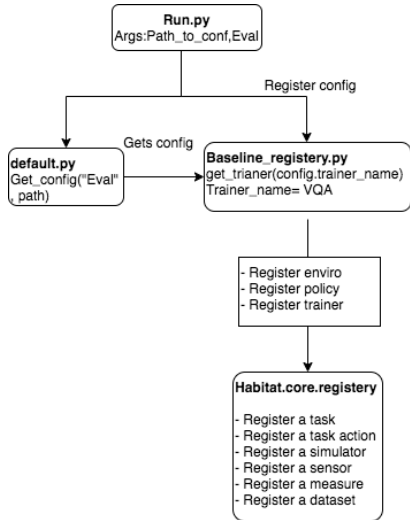 Run.py
Args:Path_to_conf,Eval
Register config
Gets config
default.py
Get_config("Eval"
, path)
Baseline_registery.py
get_trianer(config.trainer_name)
Trainer_name= VQA
- Register enviro
- Register policy
- Register trainer
Habitat.core.registery
- Register a task
- Register a task action
- Register a simulator
- Register a sensor
- Register a measure
- Register a dataset